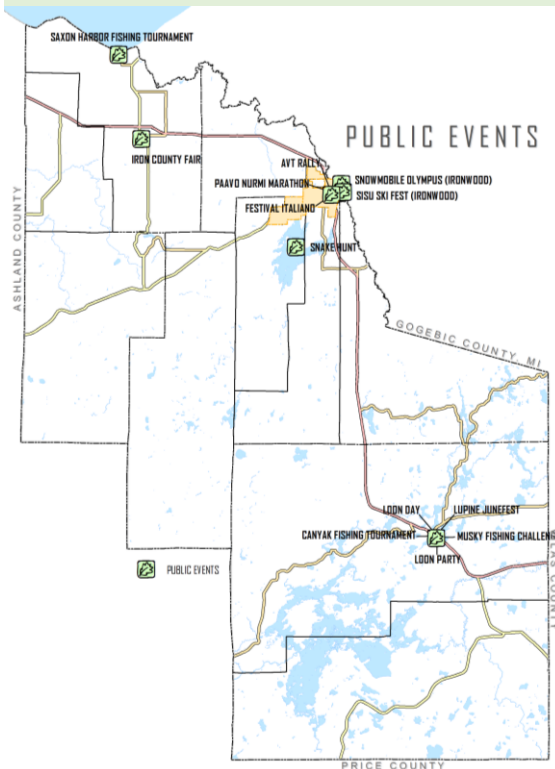 SAXON HARBOR FISHING TOURNAMENT
PUBLIC EVENTS
IRON COUNTY FAIR
AVT RALLY
SNOWMOBILE OLYMPUS (IRONWOOD)
PAAVO NURMI MARATHON
SISU SKI FEST (IRONWOOD)
FESTIVAL ITALIANO
ASHLAND COUNTY
SNAKE HUNT
GOGEBIC COUNTY, MI
LOON DAY
LUPINE JUNEFEST
CANYAK FISHING TOURNAMENT
MUSKY FISHING CHALLENG
LOON PARTY
PUBLIC EVENTS
LAS COUNTY
PRICE COUNTY